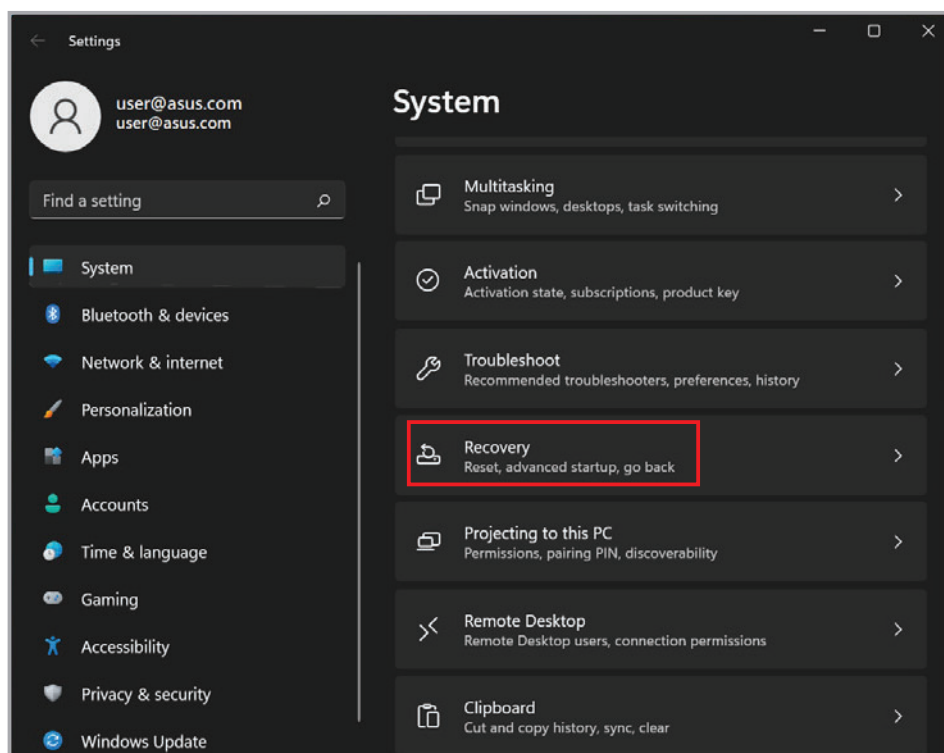 Settings
user@asus.com
user@asus.com
Find a setting
System
Bluetooth & devices
Network & internet
Personalization
Apps
Accounts
Time & language
Gaming
Accessibility
Privacy & security
Windows Update
System
Multitasking
Snap windows, desktops, task switching
Activation
Activation state, subscriptions, product key
Troubleshoot
Recommended troubleshooters, preferences, history
Recovery
Reset, advanced startup, go back
Projecting to this PC
Permissions, pairing PIN, discoverability
Remote Desktop
Remote Desktop users, connection permissions
Clipboard
Cut and copy history, sync, clear